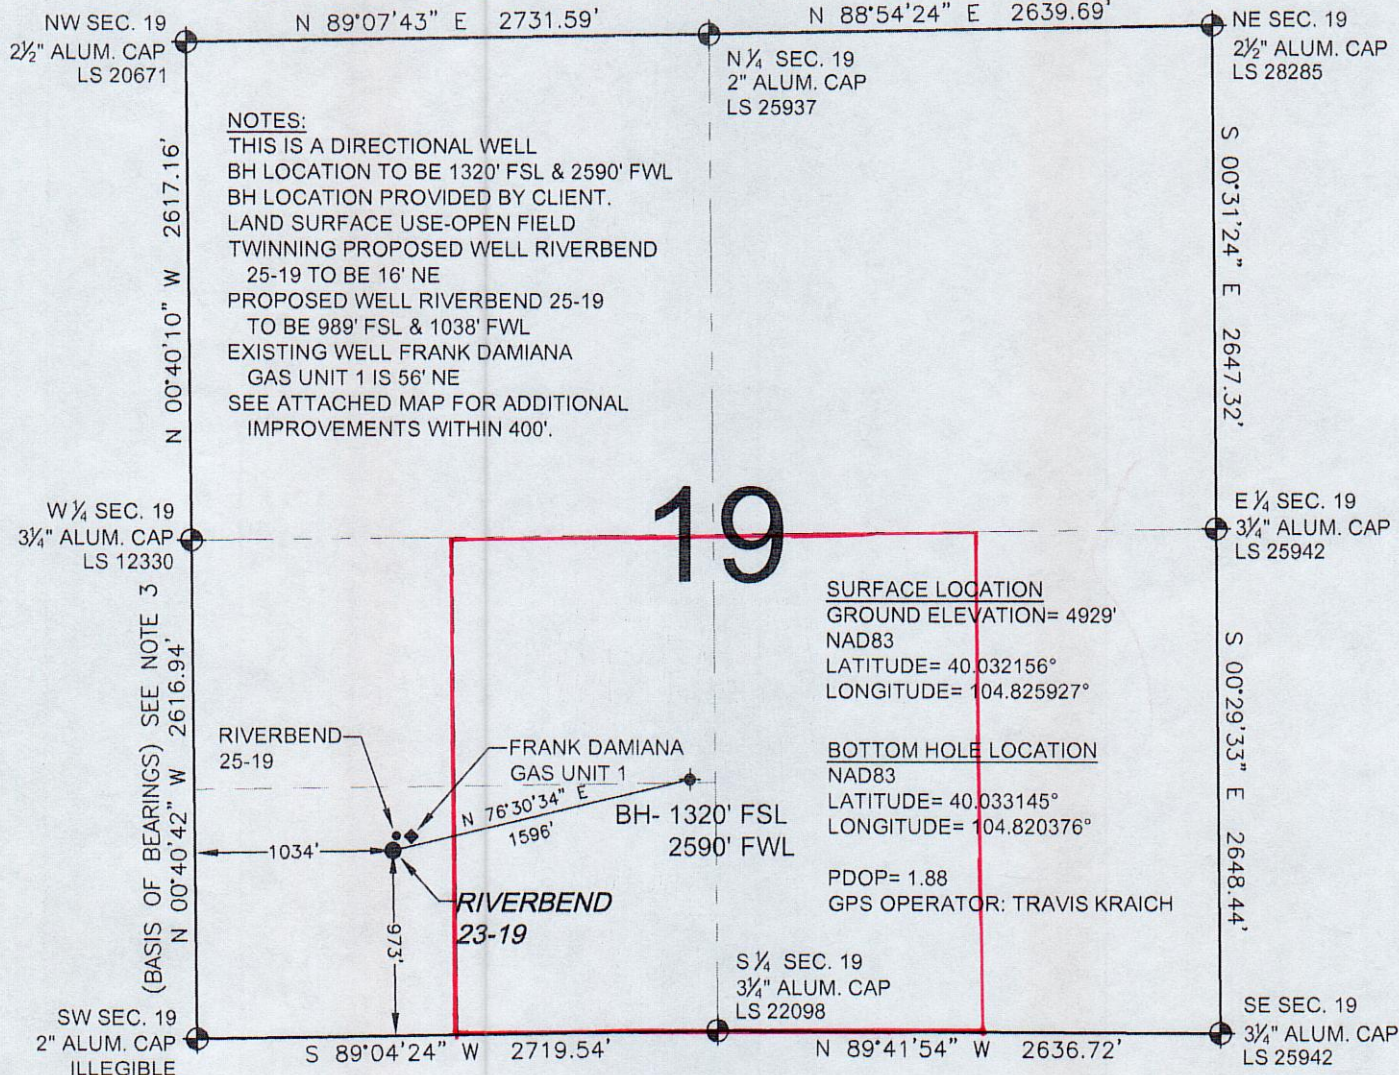 NW SEC. 19
2½" ALUM. CAP
LS 20671
N 89°07'43" E 2731.59'
N 88°54'24" E 2639.69'
NE SEC. 19
2½" ALUM. CAP
LS 28285
N ¼ SEC. 19
2" ALUM. CAP
LS 25937
NOTES:
THIS IS A DIRECTIONAL WELL
BH LOCATION TO BE 1320' FSL & 2590' FWL
BH LOCATION PROVIDED BY CLIENT.
LAND SURFACE USE-OPEN FIELD
TWINNING PROPOSED WELL RIVERBEND
25-19 TO BE 16' NE
PROPOSED WELL RIVERBEND 25-19
TO BE 989' FSL & 1038' FWL
EXISTING WELL FRANK DAMIANA
GAS UNIT 1 IS 56' NE
SEE ATTACHED MAP FOR ADDITIONAL
IMPROVEMENTS WITHIN 400'.
N 00°40'10" W 2617.16'
S 00°31'24" E 2647.32'
19
W ¼ SEC. 19
3¼" ALUM. CAP
LS 12330
E ¼ SEC. 19
3¼" ALUM. CAP
LS 25942
SURFACE LOCATION
GROUND ELEVATION= 4929'
NAD83
LATITUDE= 40.032156°
LONGITUDE= 104.825927°
BOTTOM HOLE LOCATION
NAD83
LATITUDE= 40.033145°
LONGITUDE= 104.820376°
PDOP= 1.88
GPS OPERATOR: TRAVIS KRAICH
(BASIS OF BEARINGS) SEE NOTE 3
N 00°40'42" W 2616.94'
S 00°29'33" E 2648.44'
RIVERBEND
25-19
FRANK DAMIANA
GAS UNIT 1
N 76°30'34" E
1596'
BH- 1320' FSL
2590' FWL
1034'
973'
RIVERBEND
23-19
S ¼ SEC. 19
3¼" ALUM. CAP
LS 22098
SW SEC. 19
2" ALUM. CAP
ILLEGIBLE
S 89°04'24" W 2719.54'
N 89°41'54" W 2636.72'
SE SEC. 19
3¼" ALUM. CAP
LS 25942